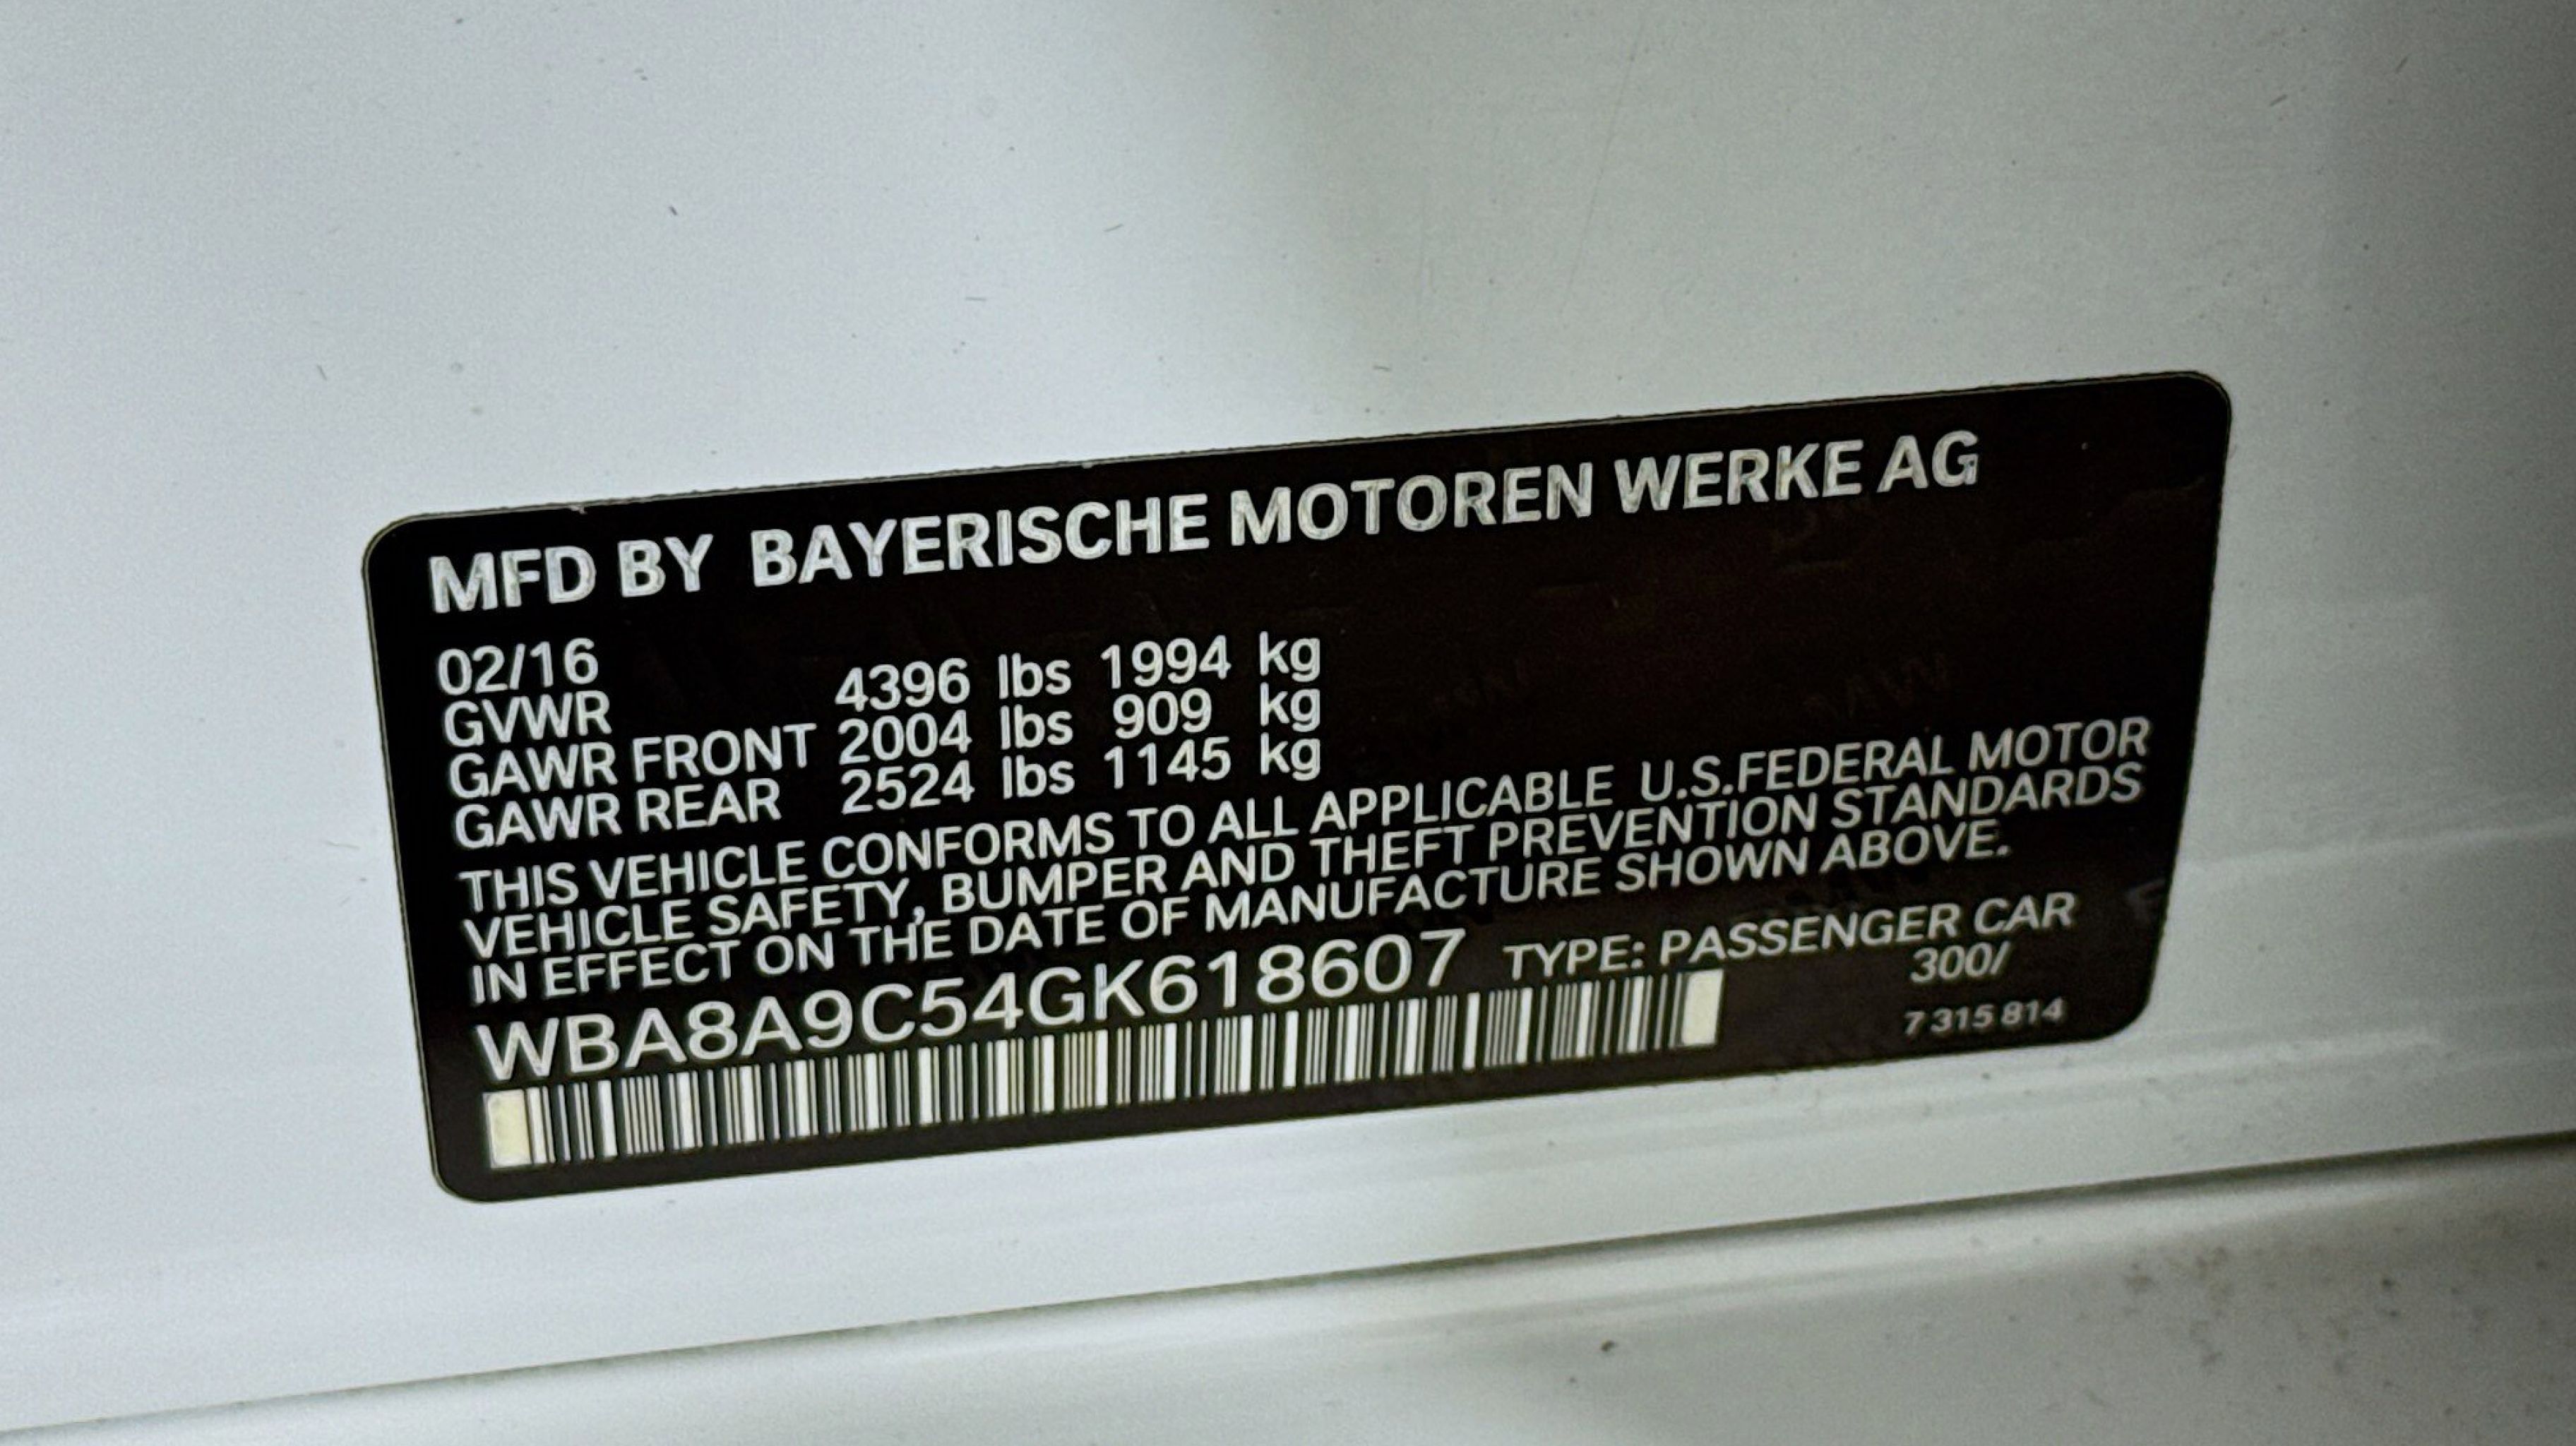 MFD BY BAYERISCHE MOTOREN WERKE AG
02/16
GVWR 4396 lbs 1994 kg
GAWR FRONT 2004 lbs 909 kg
GAWR REAR 2524 lbs 1145 kg
THIS VEHICLE CONFORMS TO ALL APPLICABLE U.S.FEDERAL MOTOR
VEHICLE SAFETY, BUMPER AND THEFT PREVENTION STANDARDS
IN EFFECT ON THE DATE OF MANUFACTURE SHOWN ABOVE.
WBA8A9C54GK618607 TYPE: PASSENGER CAR
300/
7 315 814